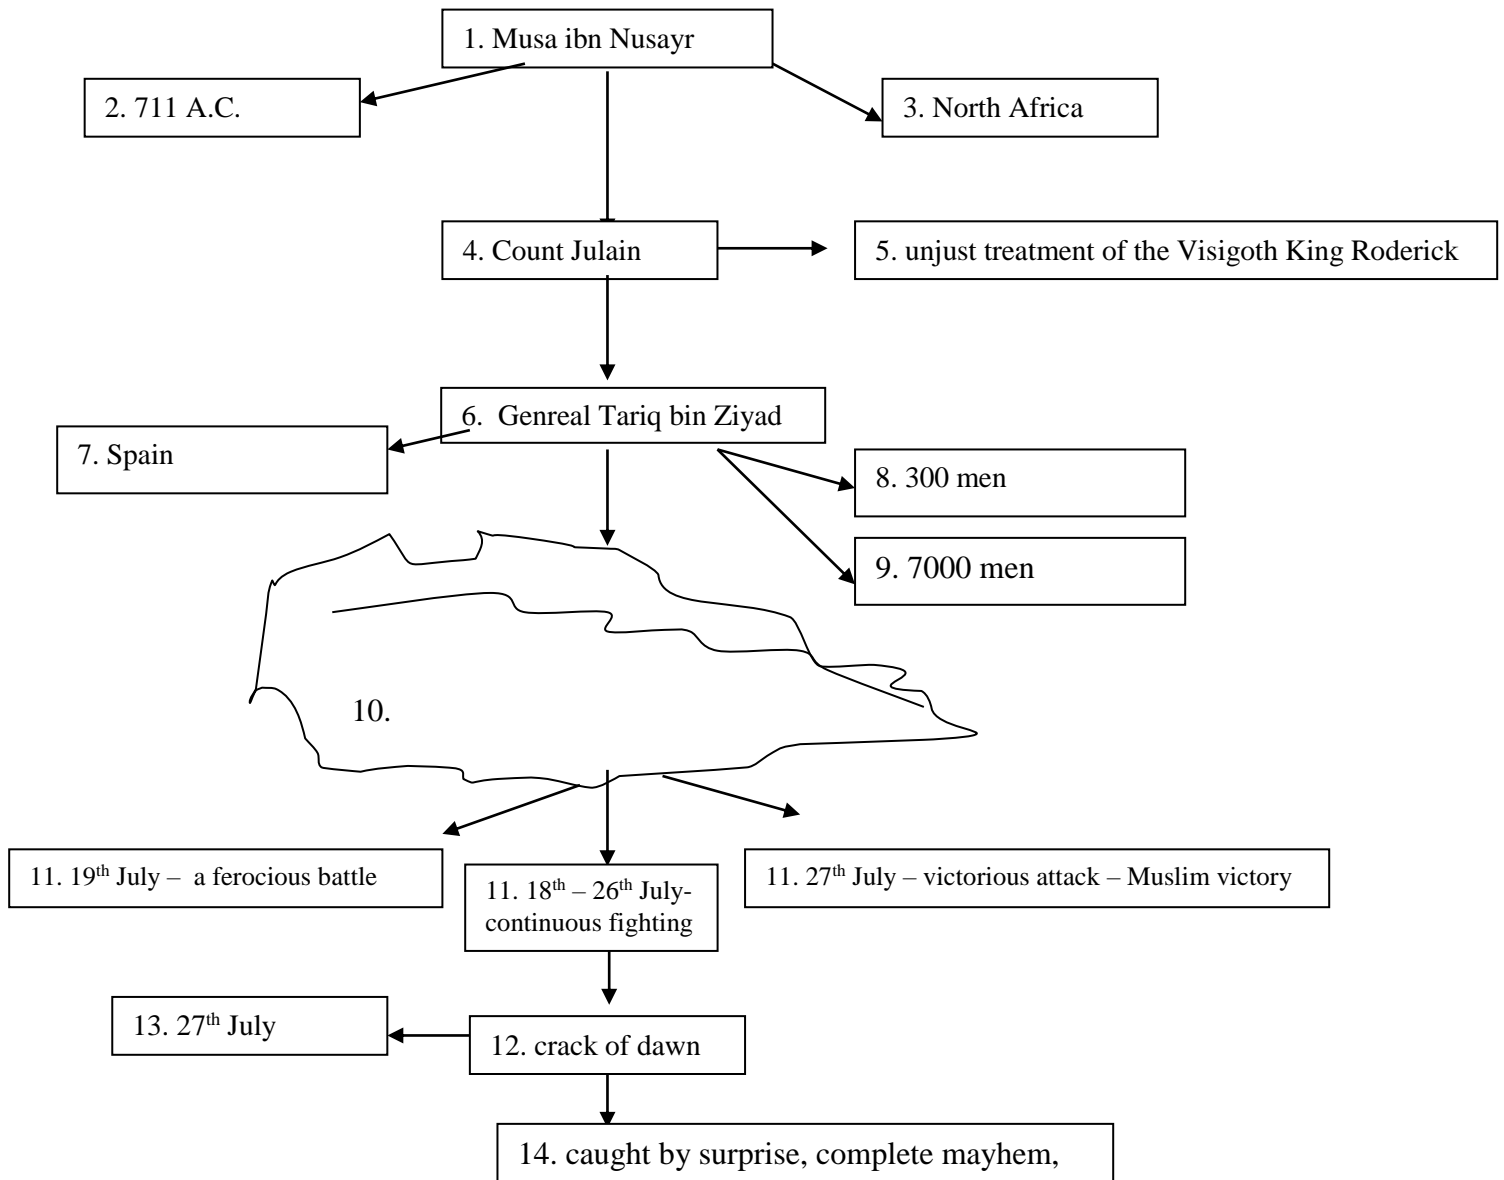 1. Musa ibn Nusayr
2. 711 A.C.
3. North Africa
4. Count Julain
5. unjust treatment of the Visigoth King Roderick
6. Genreal Tariq bin Ziyad
7. Spain
8. 300 men
9. 7000 men
10.
11. 19th July – a ferocious battle
11. 18th – 26th July-
continuous fighting
11. 27th July – victorious attack – Muslim victory
13. 27th July
12. crack of dawn
14. caught by surprise, complete mayhem,